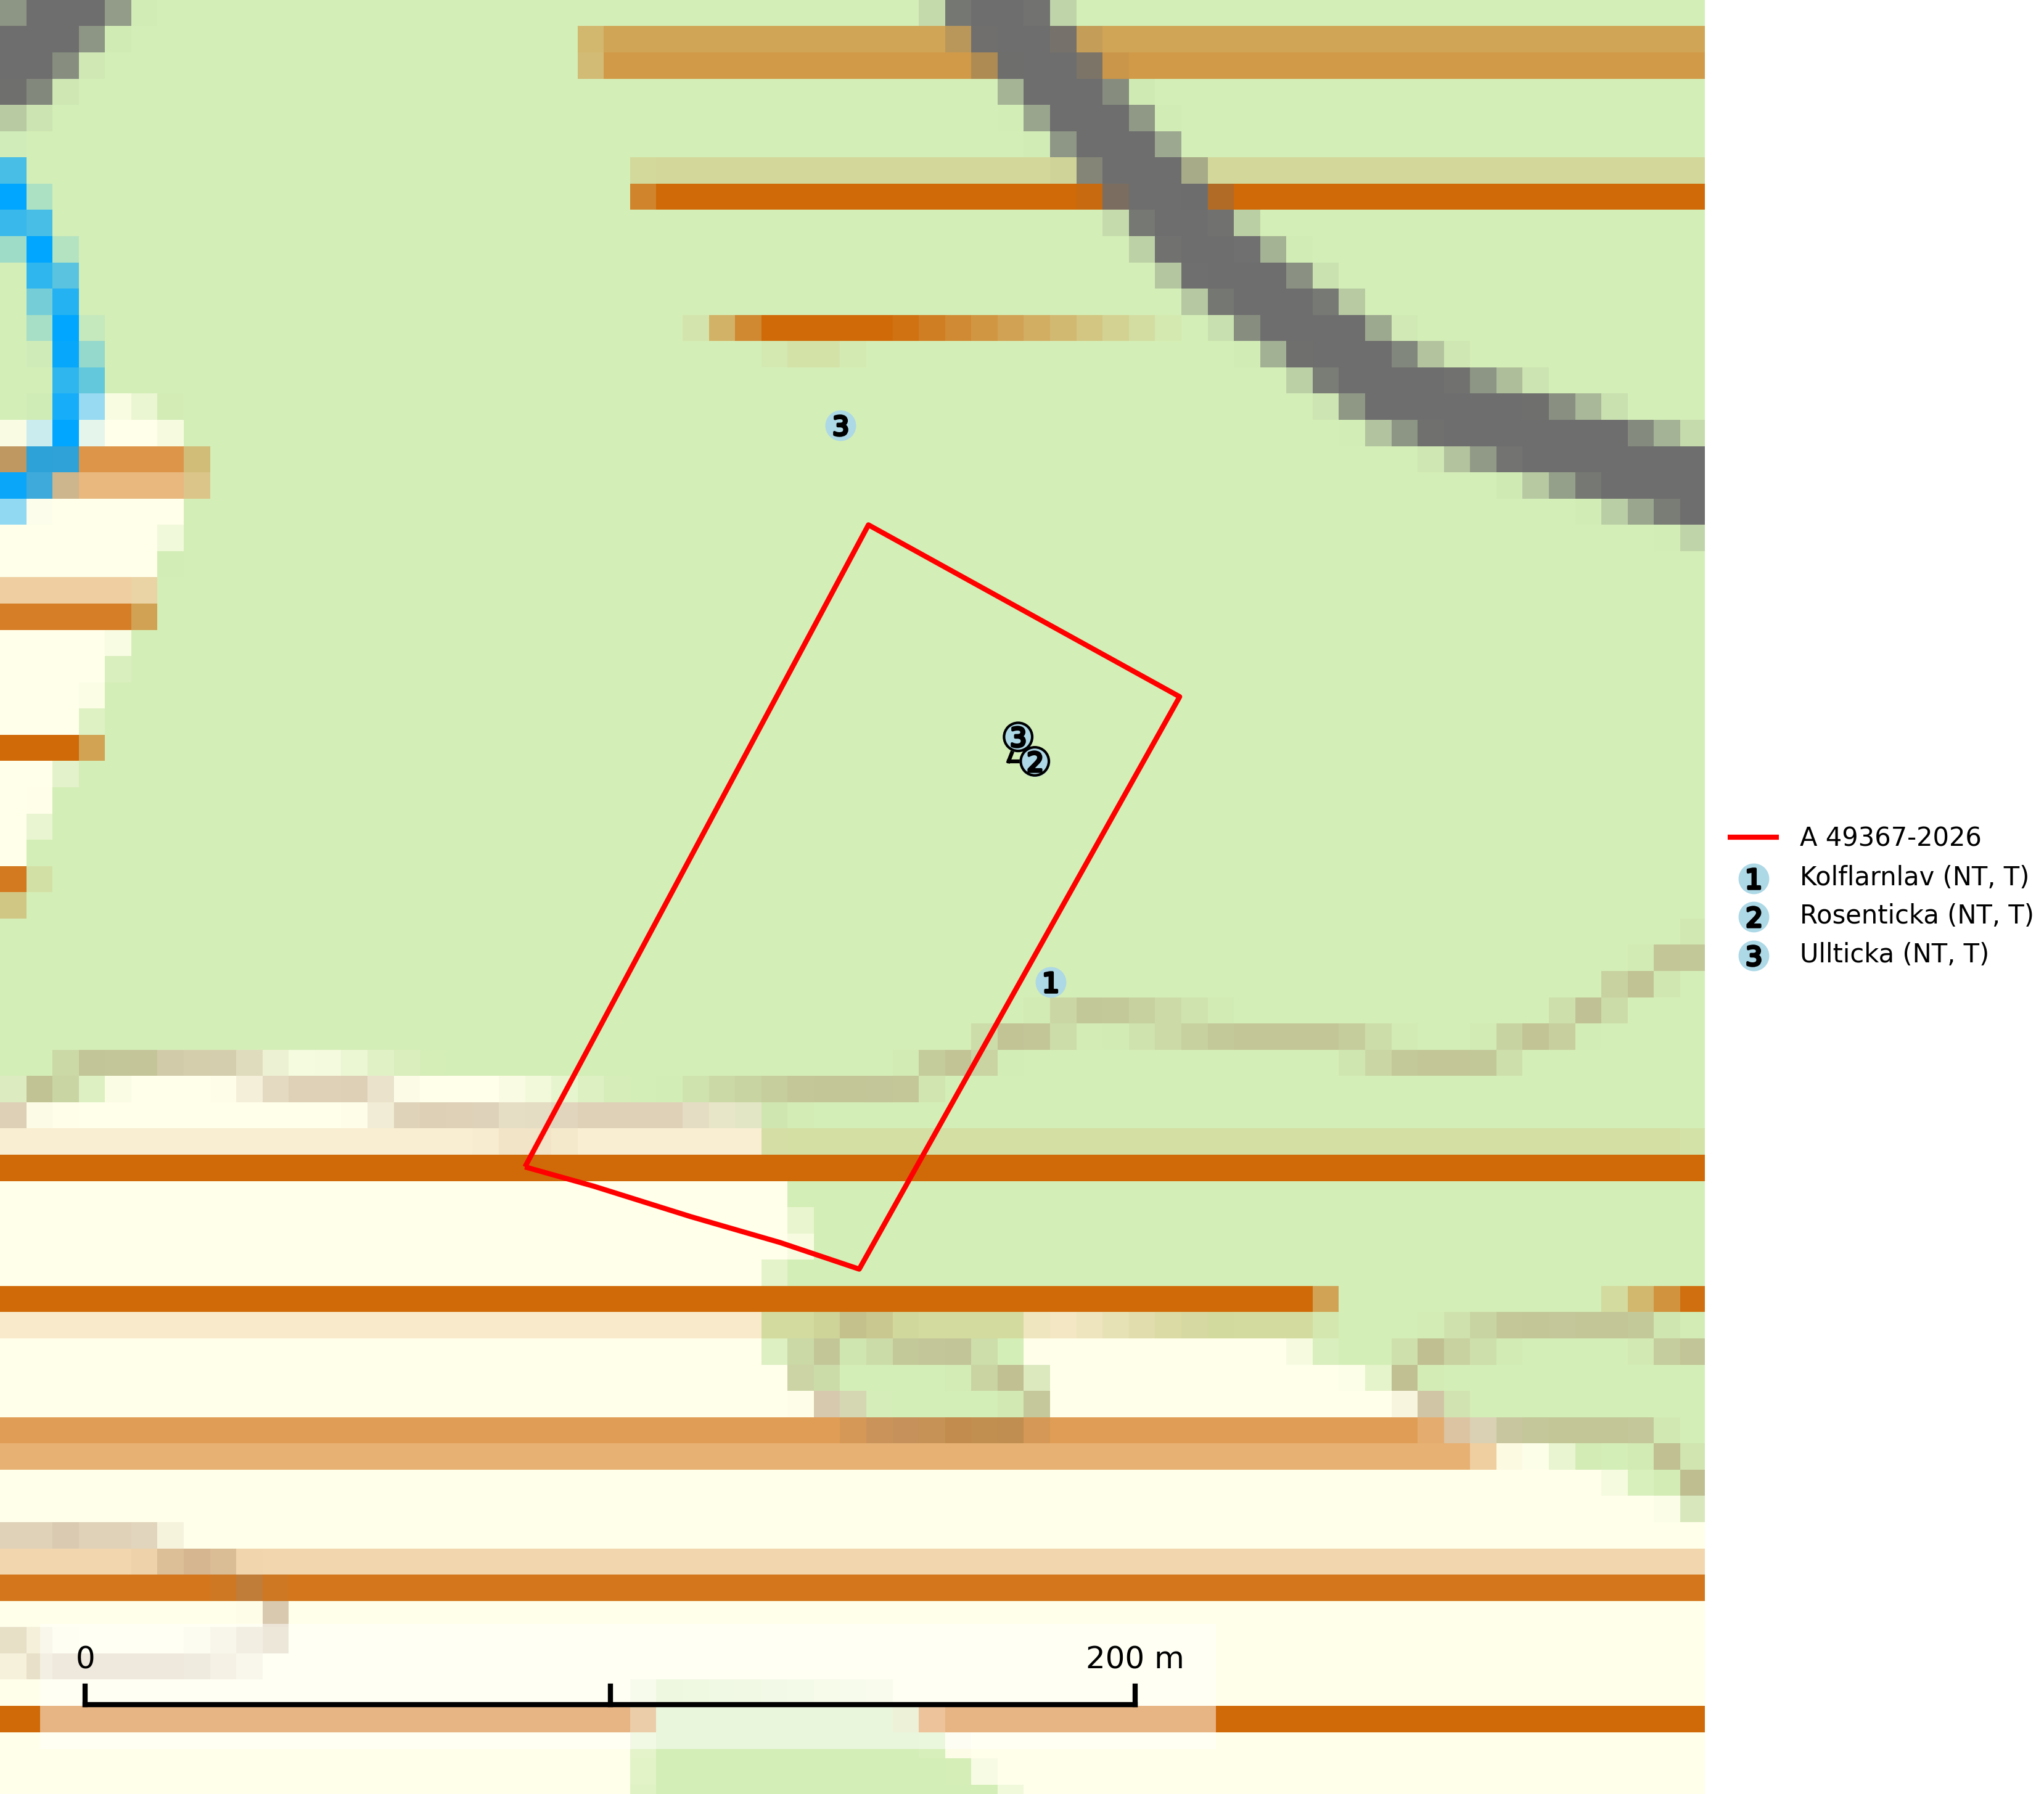 3
3
2
1
A 49367-2026
1 Kolflarnlav (NT, T)
2 Rosenticka (NT, T)
3 Ullticka (NT, T)
0 200 m